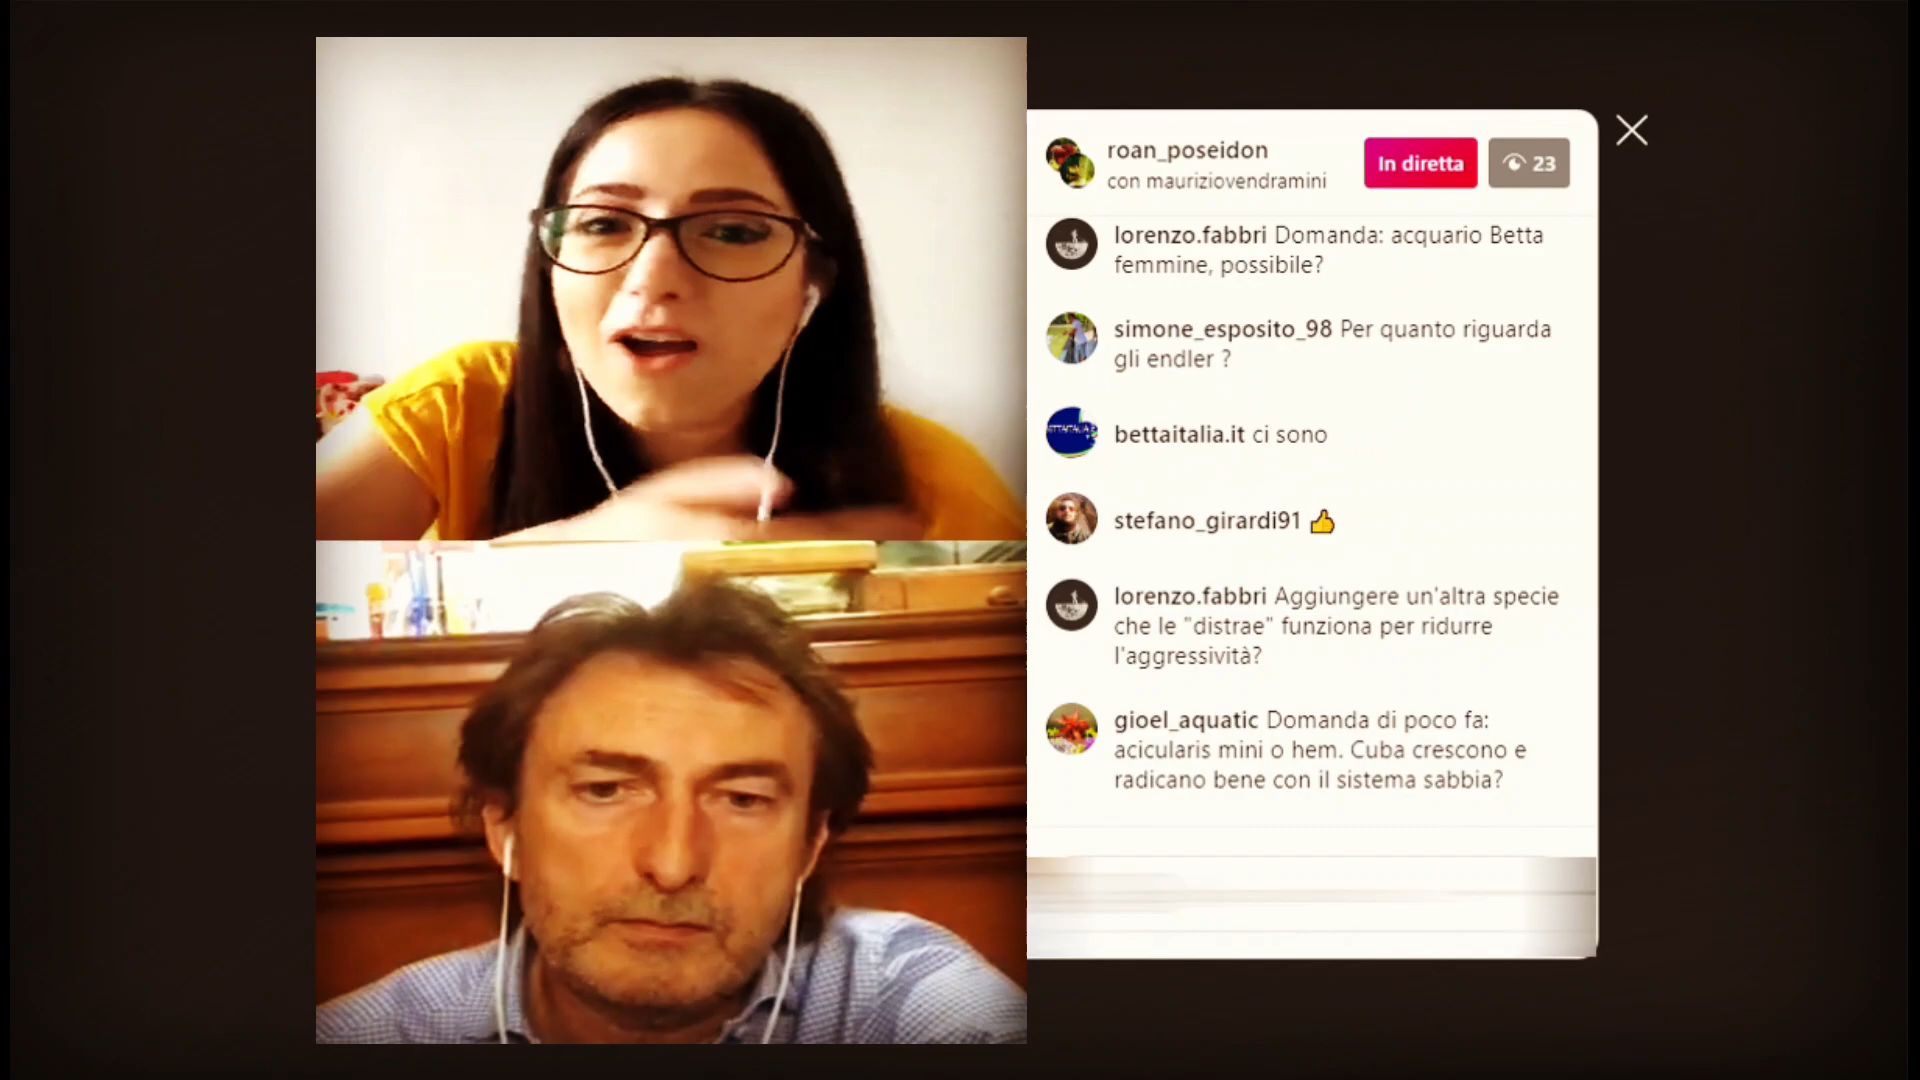 roan_poseidon
con mauriziovendramini
In diretta
23
lorenzo.fabbri Domanda: acquario Betta
femmine, possibile?
simone_esposito_98 Per quanto riguarda
gli endler ?
bettaitalia.it ci sono
stefano_girardi91 👍
lorenzo.fabbri Aggiungere un'altra specie
che le "distrae" funziona per ridurre
l'aggressività?
gioel_aquatic Domanda di poco fa:
acicularis mini o hem. Cuba crescono e
radicano bene con il sistema sabbia?